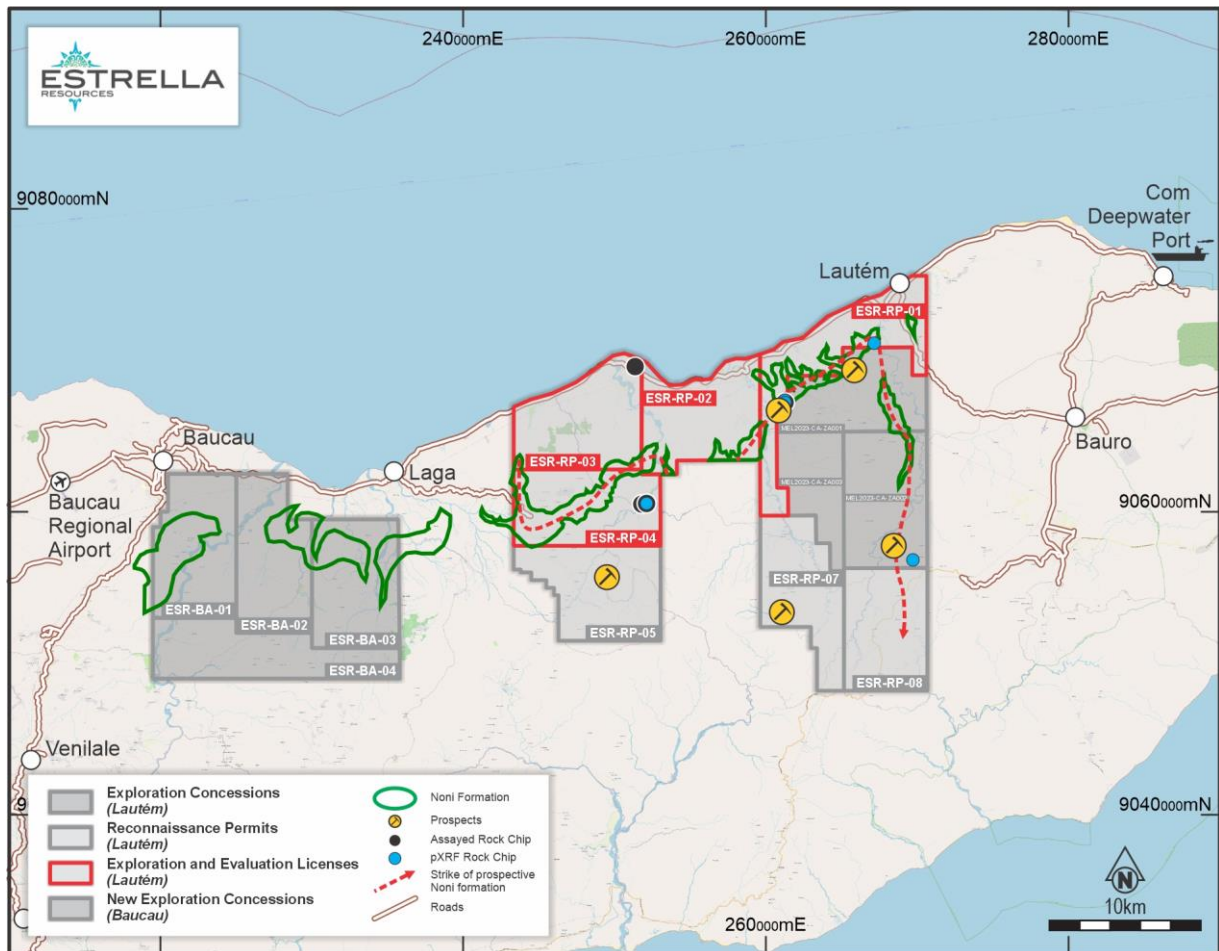 240000mE
260000mE
280000mE
ESTRELLA
RESOURCES
9080000mN
Com
Deepwater
Port
Lautém
ESR-RP-01
ESR-RP-02
Baucau
MEL2023-CA-ZA001
Bauro
Laga
ESR-RP-03
Baucau
Regional
Airport
9060000mN
ESR-RP-04
ESR-RP-07
ESR-BA-01
ESR-BA-02
ESR-BA-03
ESR-RP-05
ESR-BA-04
ESR-RP-08
Venilale
Exploration Concessions
(Lautém)
Reconnaissance Permits
(Lautém)
Exploration and Evaluation Licenses
(Lautém)
New Exploration Concessions
(Baucau)
Noni Formation
Prospects
Assayed Rock Chip
pXRF Rock Chip
Strike of prospective
Noni formation
Roads
9
9040000mN
N
10km
260000mE